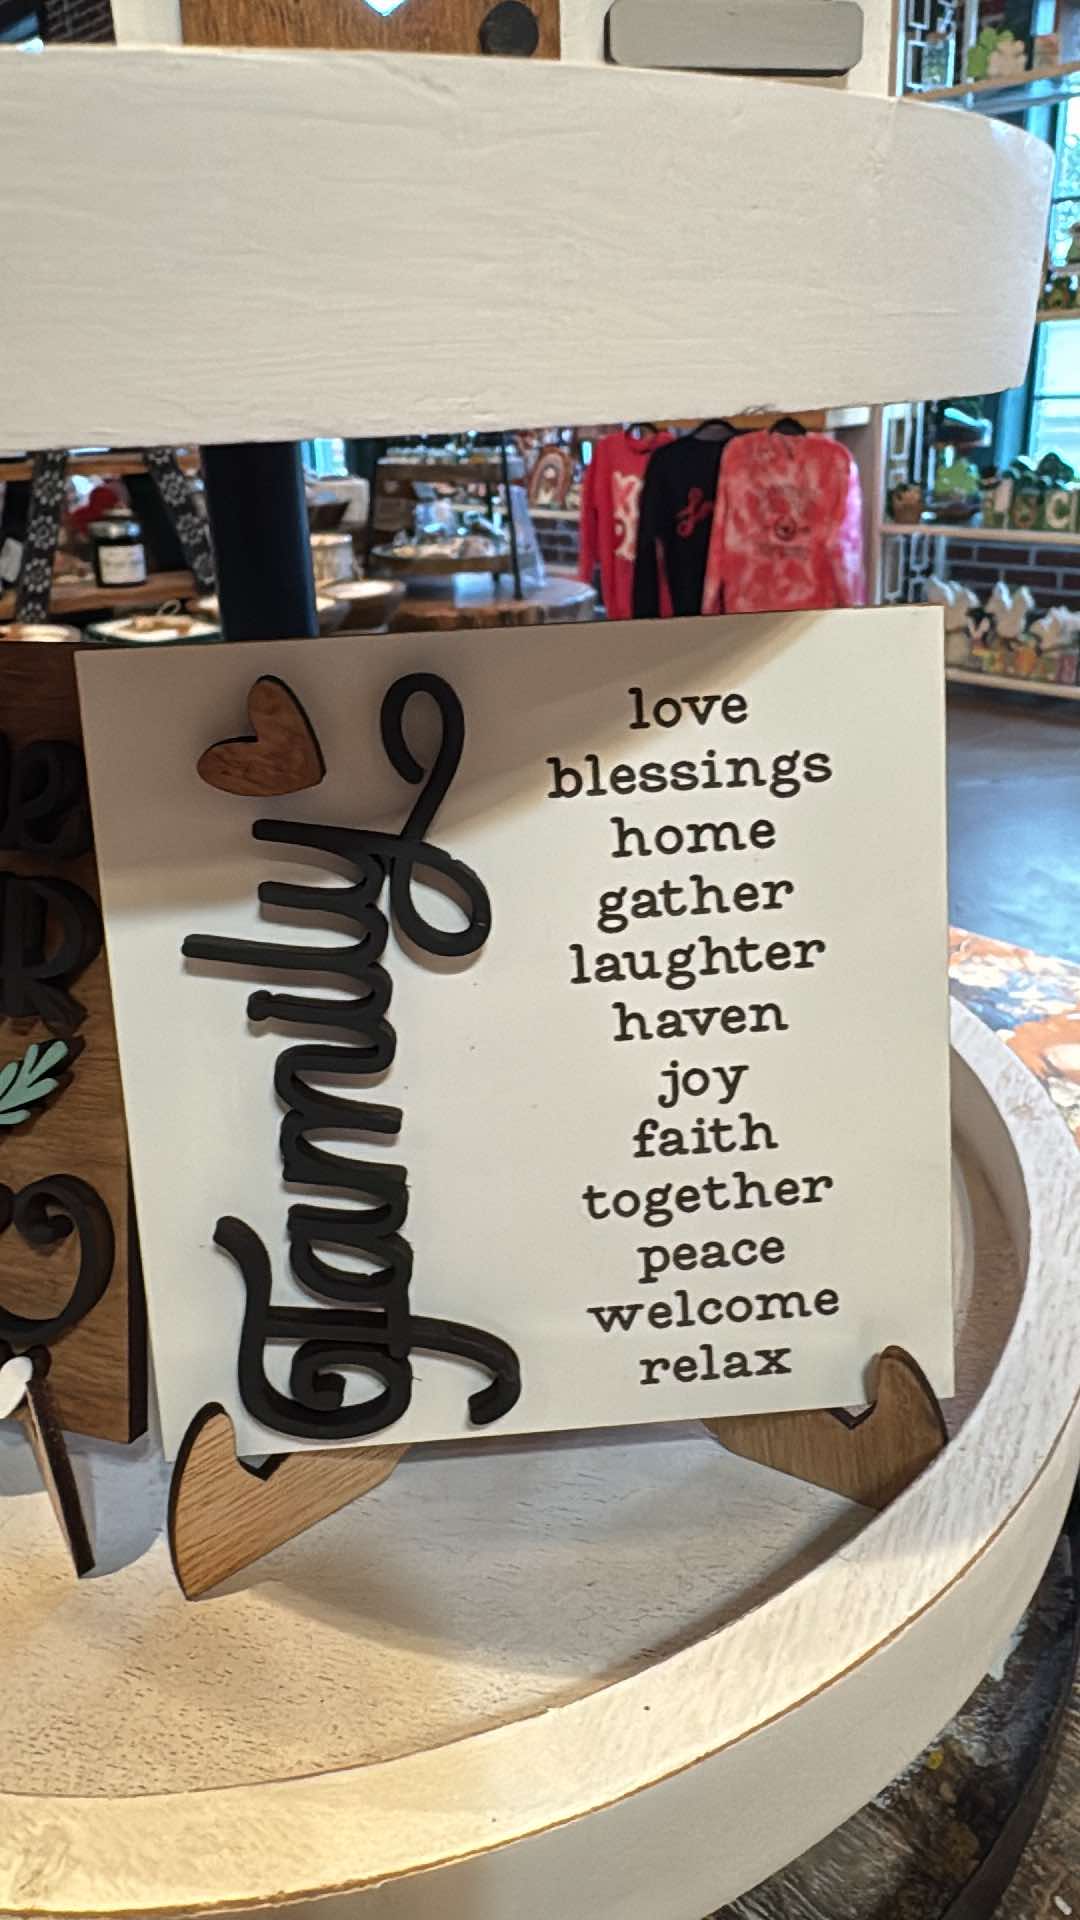 Family
love
blessings
home
gather
laughter
haven
joy
faith
together
peace
welcome
relax